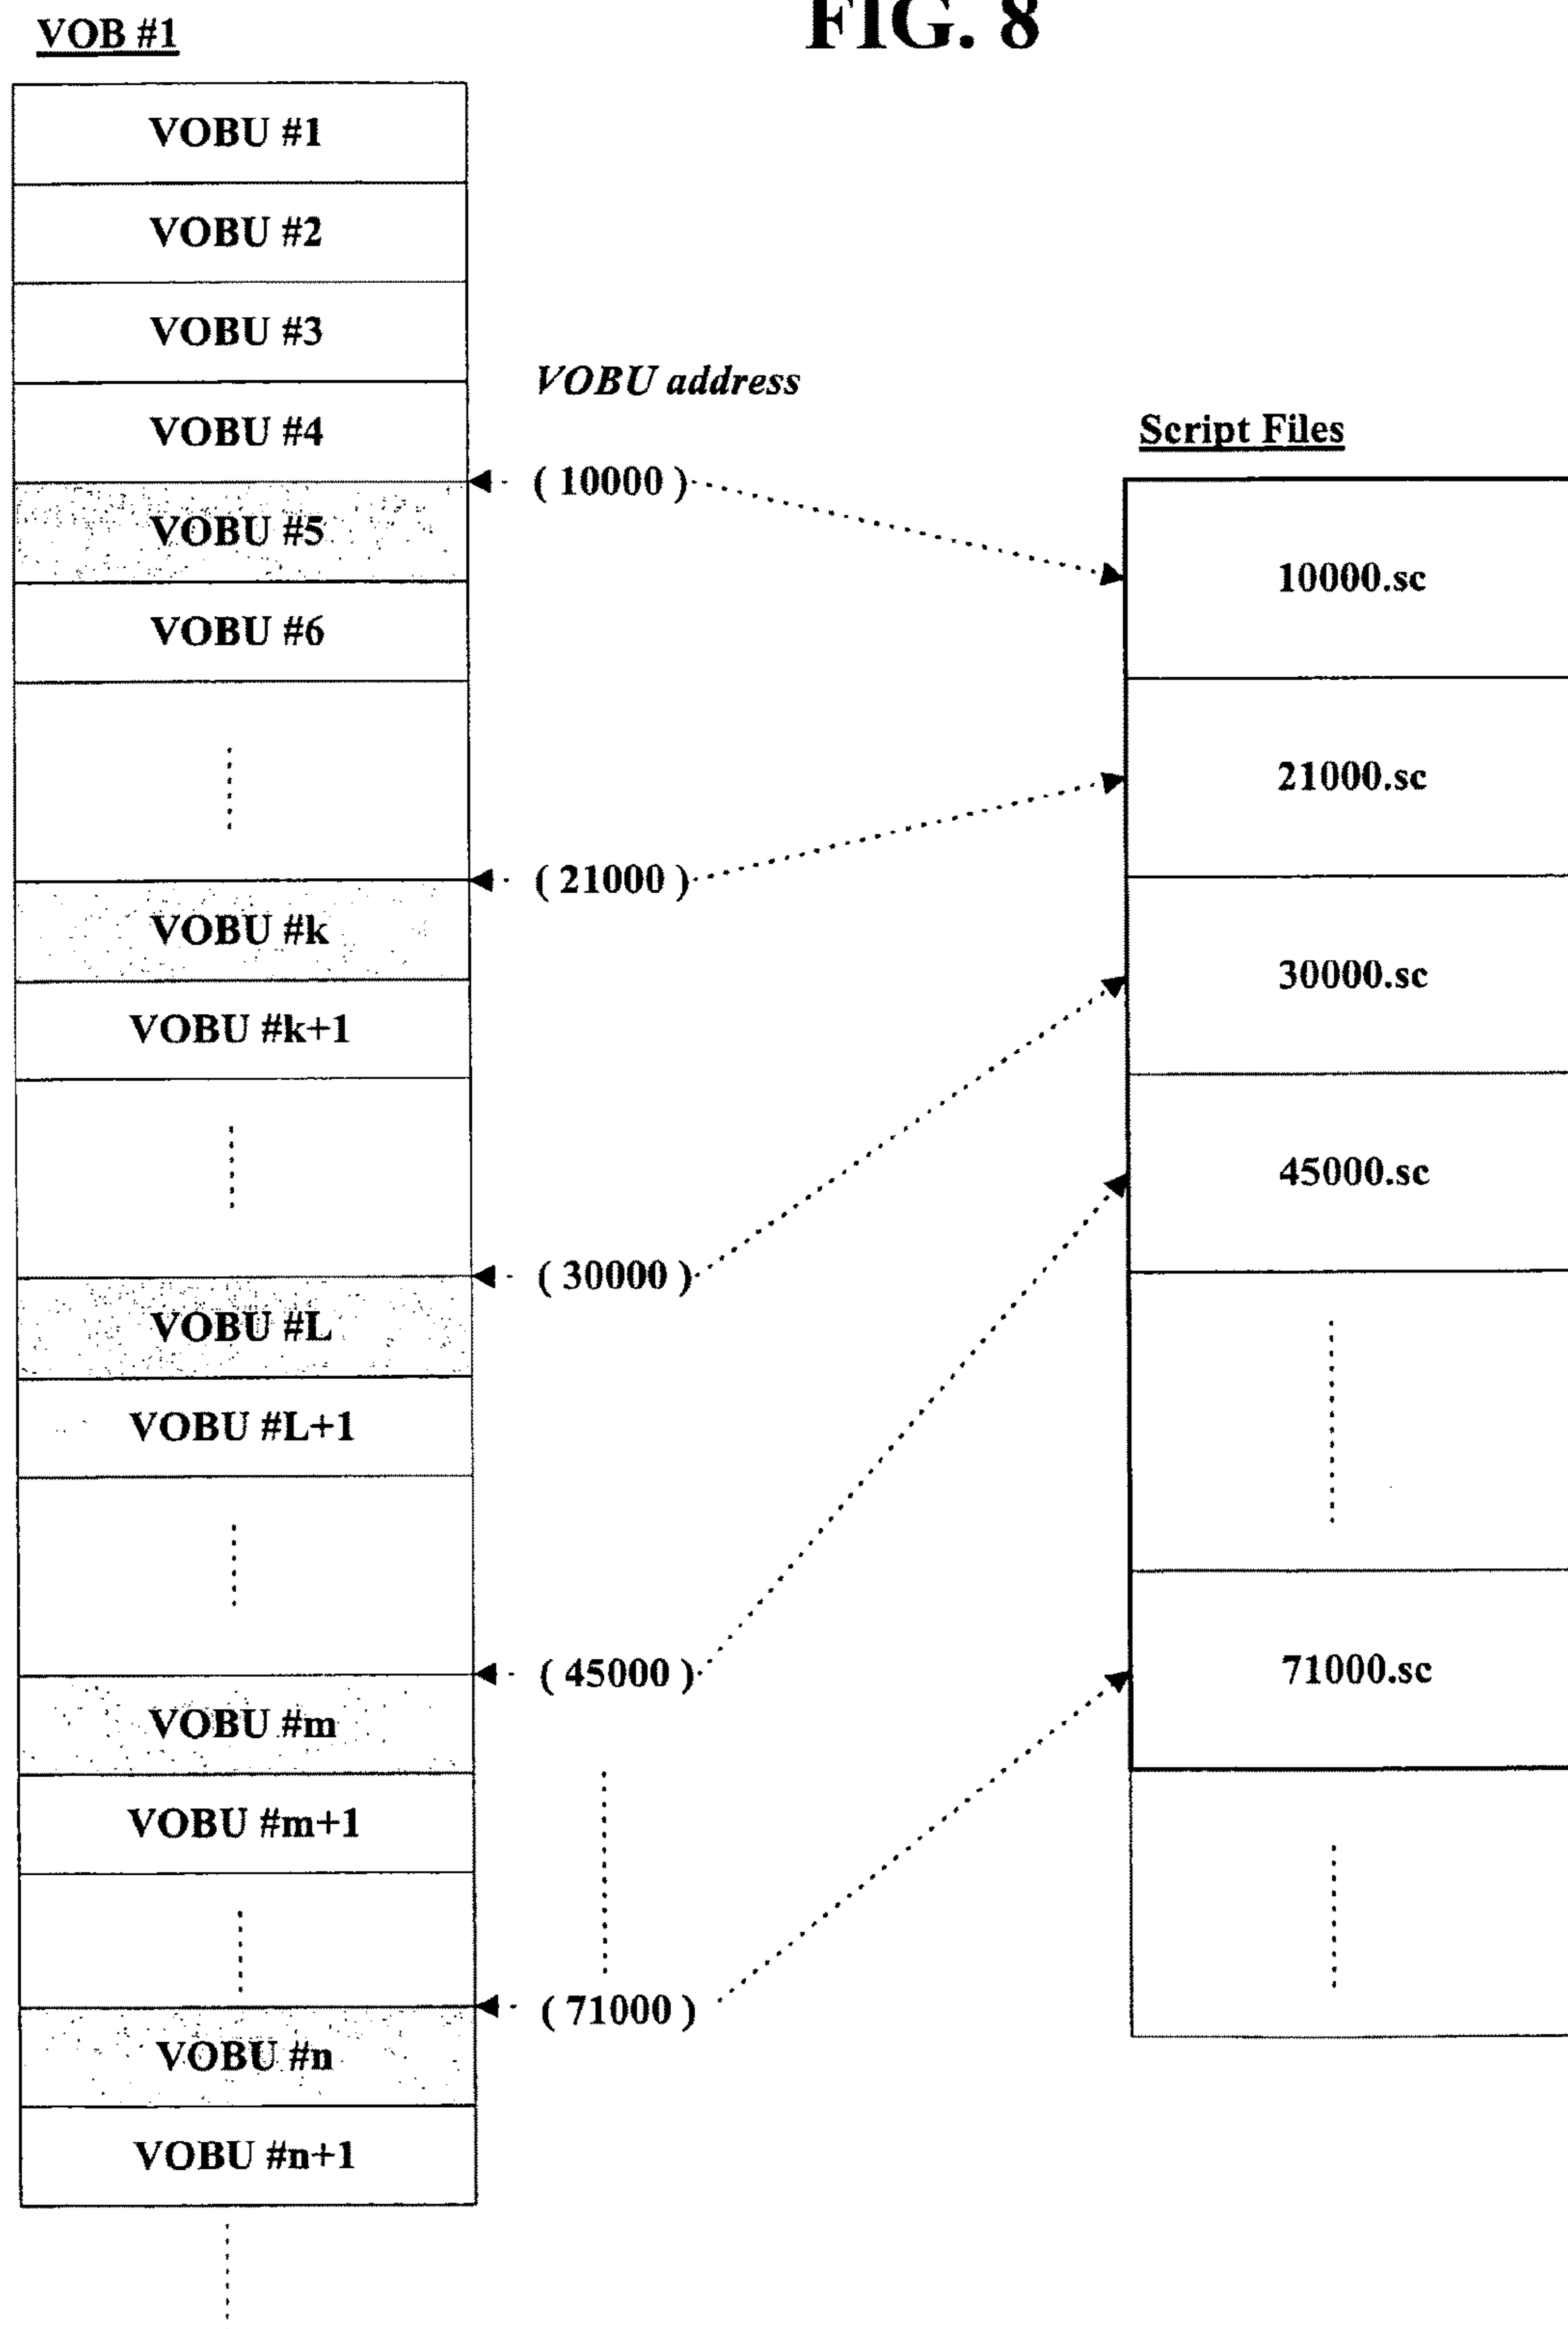 FIG. 8
VOB #1
VOBU #1
VOBU #2
VOBU #3
VOBU #4
VOBU #5
VOBU #6
VOBU #k
VOBU #k+1
VOBU #L
VOBU #L+1
VOBU #m
VOBU #m+1
VOBU #n
VOBU #n+1
VOBU address
( 10000 )
( 21000 )
( 30000 )
( 45000 )
( 71000 )
Script Files
10000.sc
21000.sc
30000.sc
45000.sc
71000.sc